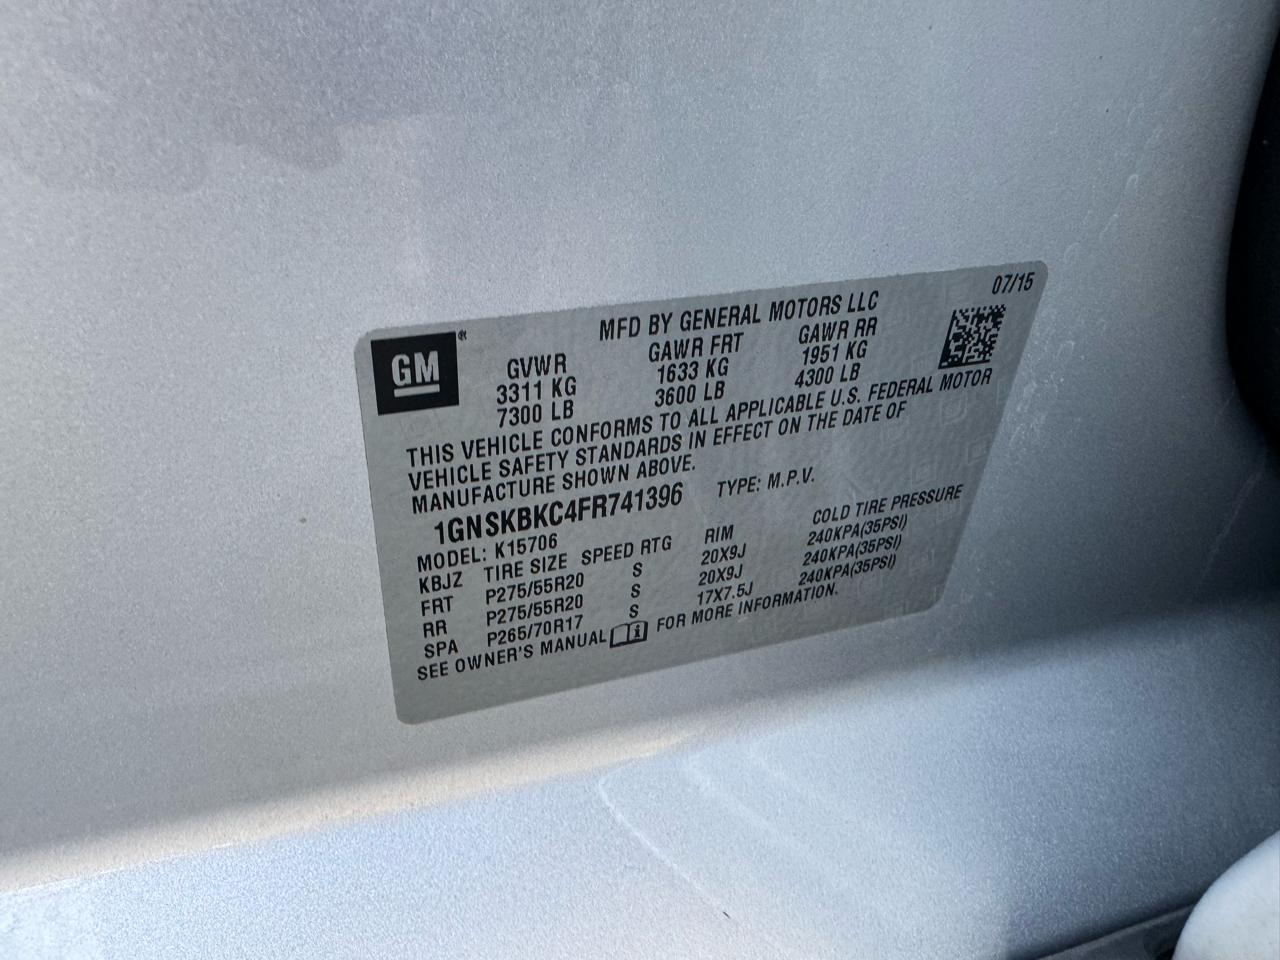 07/15
MFD BY GENERAL MOTORS LLC
GM®
GVWR GAWR FRT GAWR RR
3311 KG 1633 KG 1951 KG
7300 LB 3600 LB 4300 LB
THIS VEHICLE CONFORMS TO ALL APPLICABLE U.S. FEDERAL MOTOR
VEHICLE SAFETY STANDARDS IN EFFECT ON THE DATE OF
MANUFACTURE SHOWN ABOVE.
1GNSKBKC4FR741396 TYPE: M.P.V.
MODEL: K15706
KBJZ TIRE SIZE SPEED RTG RIM COLD TIRE PRESSURE
FRT P275/55R20 S 20X9J 240KPA(35PSI)
RR P275/55R20 S 20X9J 240KPA(35PSI)
SPA P265/70R17 S 17X7.5J 240KPA(35PSI)
SEE OWNER'S MANUAL FOR MORE INFORMATION.